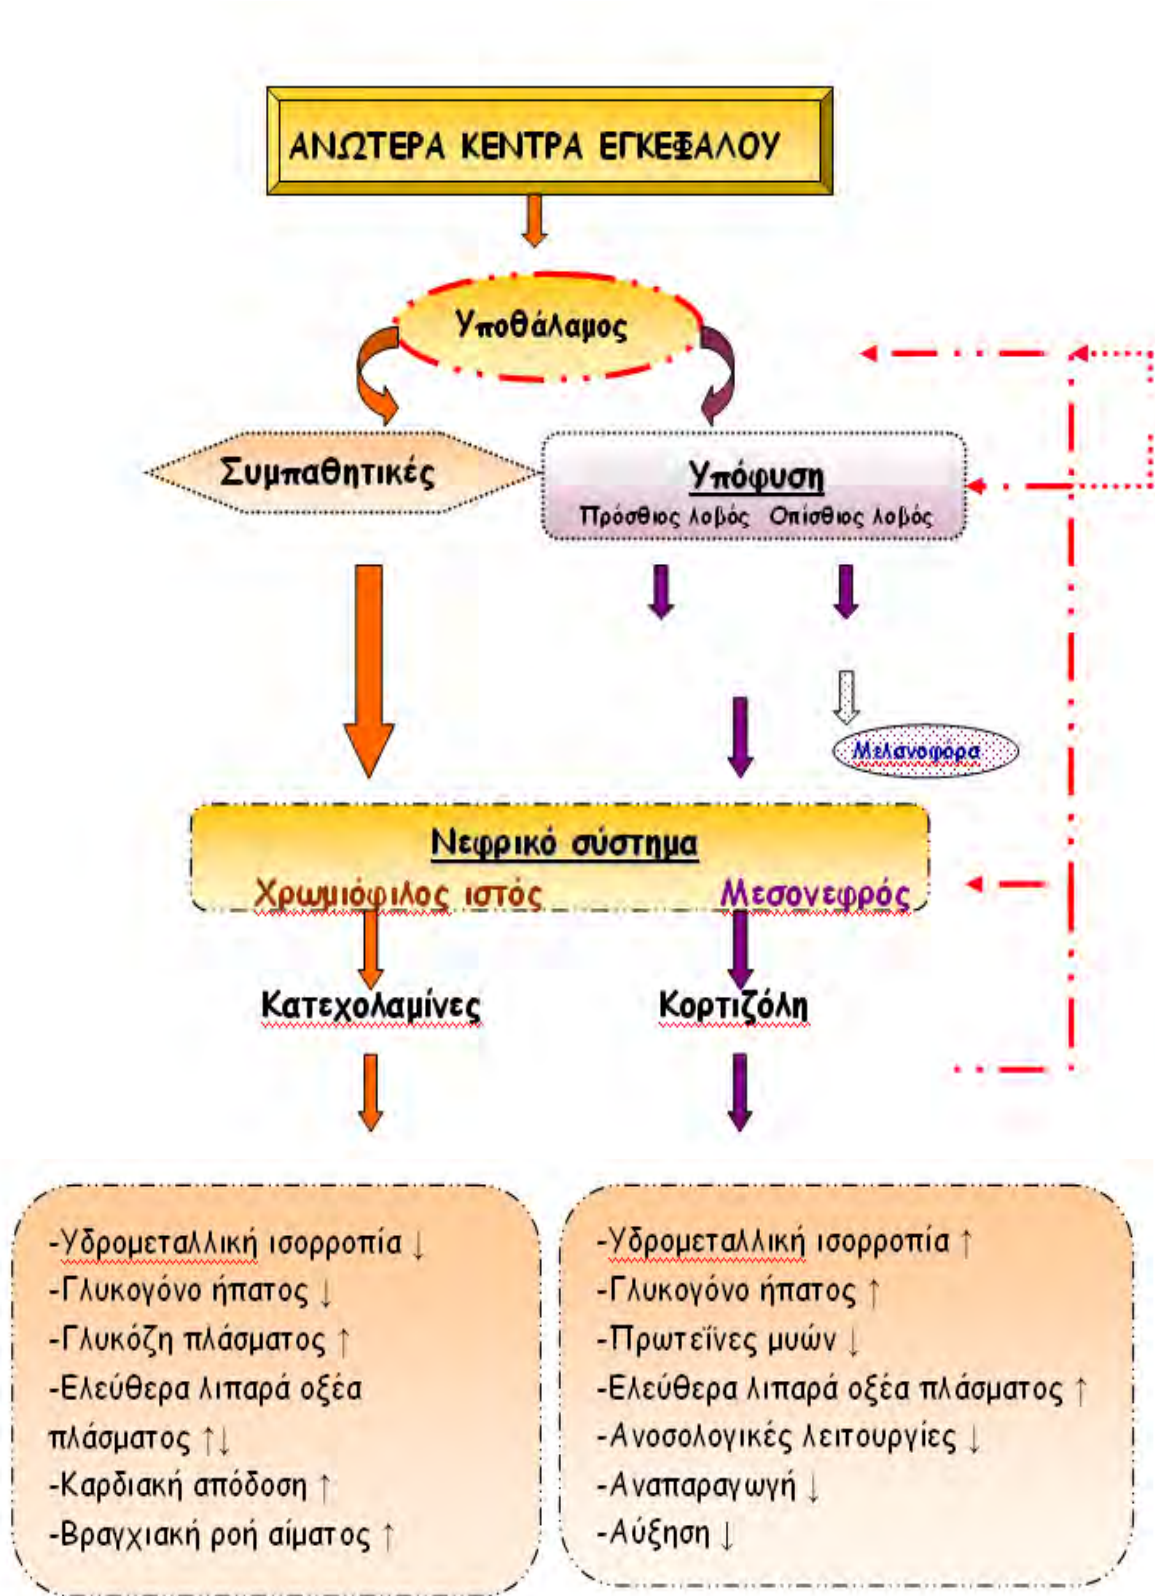 ΑΝΩΤΕΡΑ ΚΕΝΤΡΑ ΕΓΚΕΦΑΛΟΥ
Υποθάλαμος
Συμπαθητικές
Υπόφυση
Πρόσθιος λοβός Οπίσθιος λοβός
Μελανοφόρα
Νεφρικό σύστημα
Χρωμιόφιλος ιστός Μεσονεφρός
Κατεχολαμίνες Κορτιζόλη
-Υδρομεταλλική ισορροπία ↓
-Γλυκογόνο ήπατος ↓
-Γλυκόζη πλάσματος ↑
-Ελεύθερα λιπαρά οξέα
πλάσματος ↑↓
-Καρδιακή απόδοση ↑
-Βραγχιακή ροή αίματος ↑
-Υδρομεταλλική ισορροπία ↑
-Γλυκογόνο ήπατος ↑
-Πρωτεΐνες μυών ↓
-Ελεύθερα λιπαρά οξέα πλάσματος ↑
-Ανοσολογικές λειτουργίες ↓
-Αναπαραγωγή ↓
-Αύξηση ↓